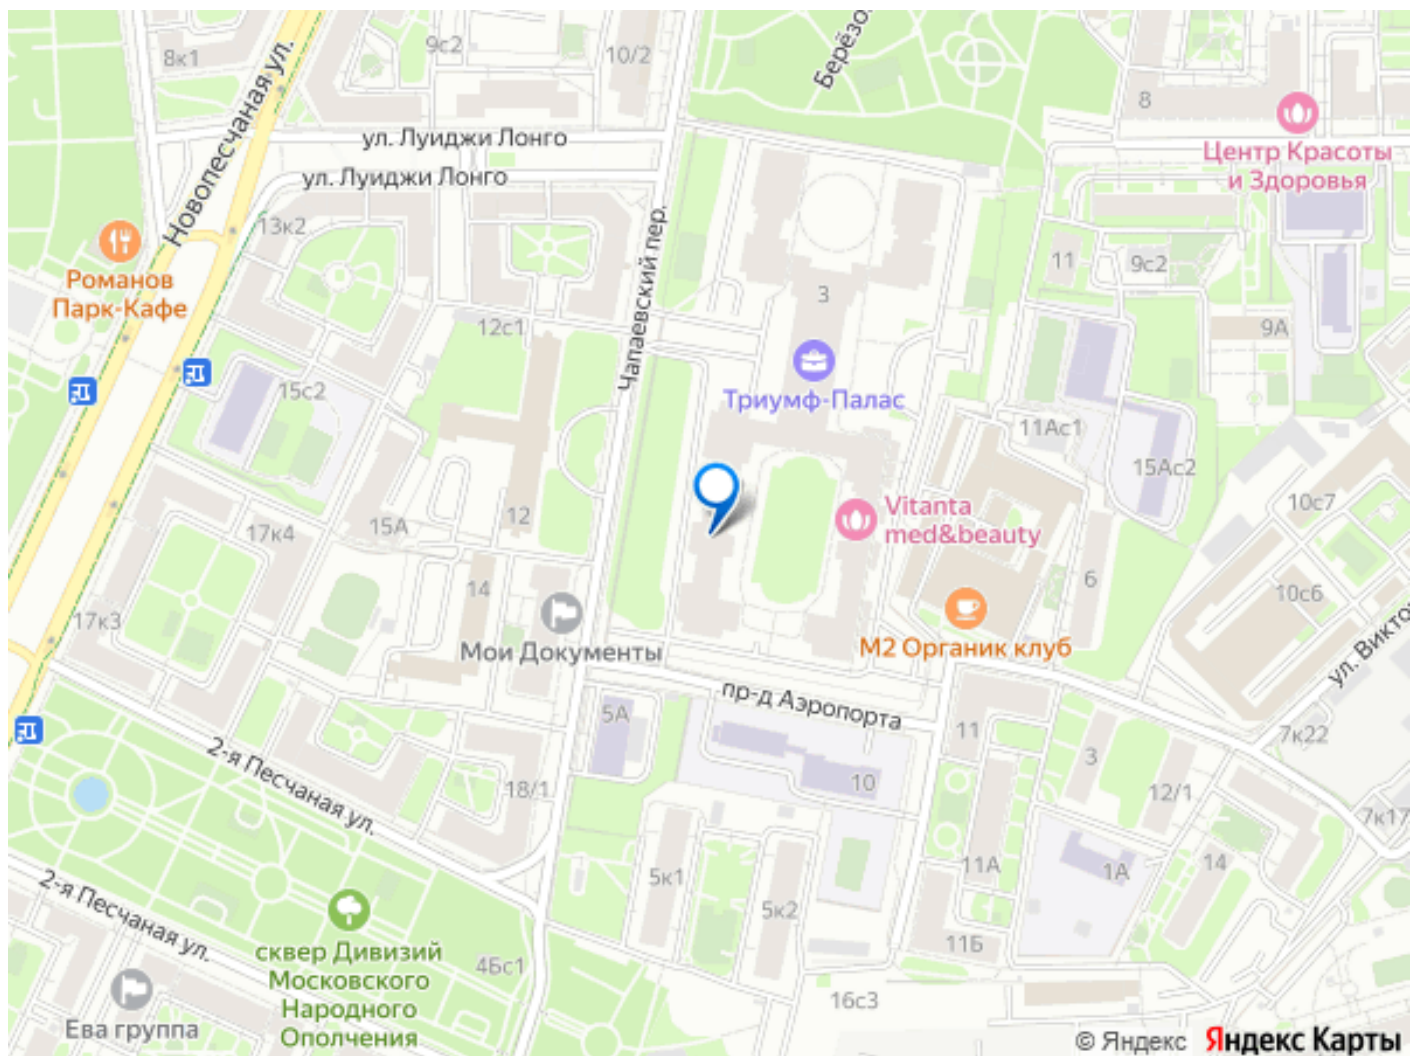 8к1
9с2
10/2
Берёзо
8
Новопесчаная ул.
ул. Луиджи Лонго
ул. Луиджи Лонго
Центр Красоты
и Здоровья
13к2
Чапаевский пер.
Романов
Парк-Кафе
11
9с2
3
12с1
9А
15с2
Триумф-Палас
11Ас1
15Ас2
10с7
Vitanta
med&beauty
12
15А
17к4
14
6
10с6
17к3
Мои Документы
М2 Органик клуб
ул. Викто
пр-д Аэропорта
5А
11
3
7к22
2-я Песчаная ул.
18/1
10
12/1
7к17
5к1
11А
1А
14
5к2
2-я Песчаная ул.
сквер Дивизий
Московского
Народного
Ополчения
4Бс1
11Б
16с3
Ева группа
© Яндекс Яндекс Карты